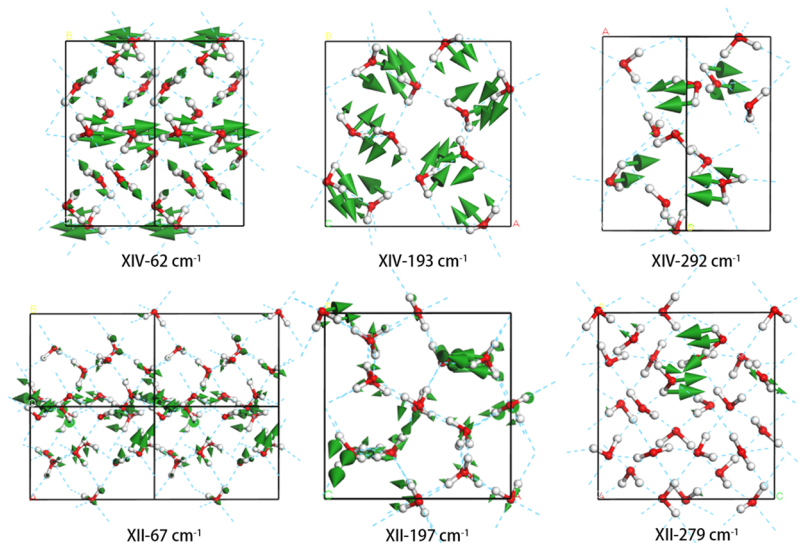 B
B
A
XIV-62 cm⁻¹
C
A
XIV-193 cm⁻¹
XIV-292 cm⁻¹
B
A
XII-67 cm⁻¹
C
XII-197 cm⁻¹
C
XII-279 cm⁻¹